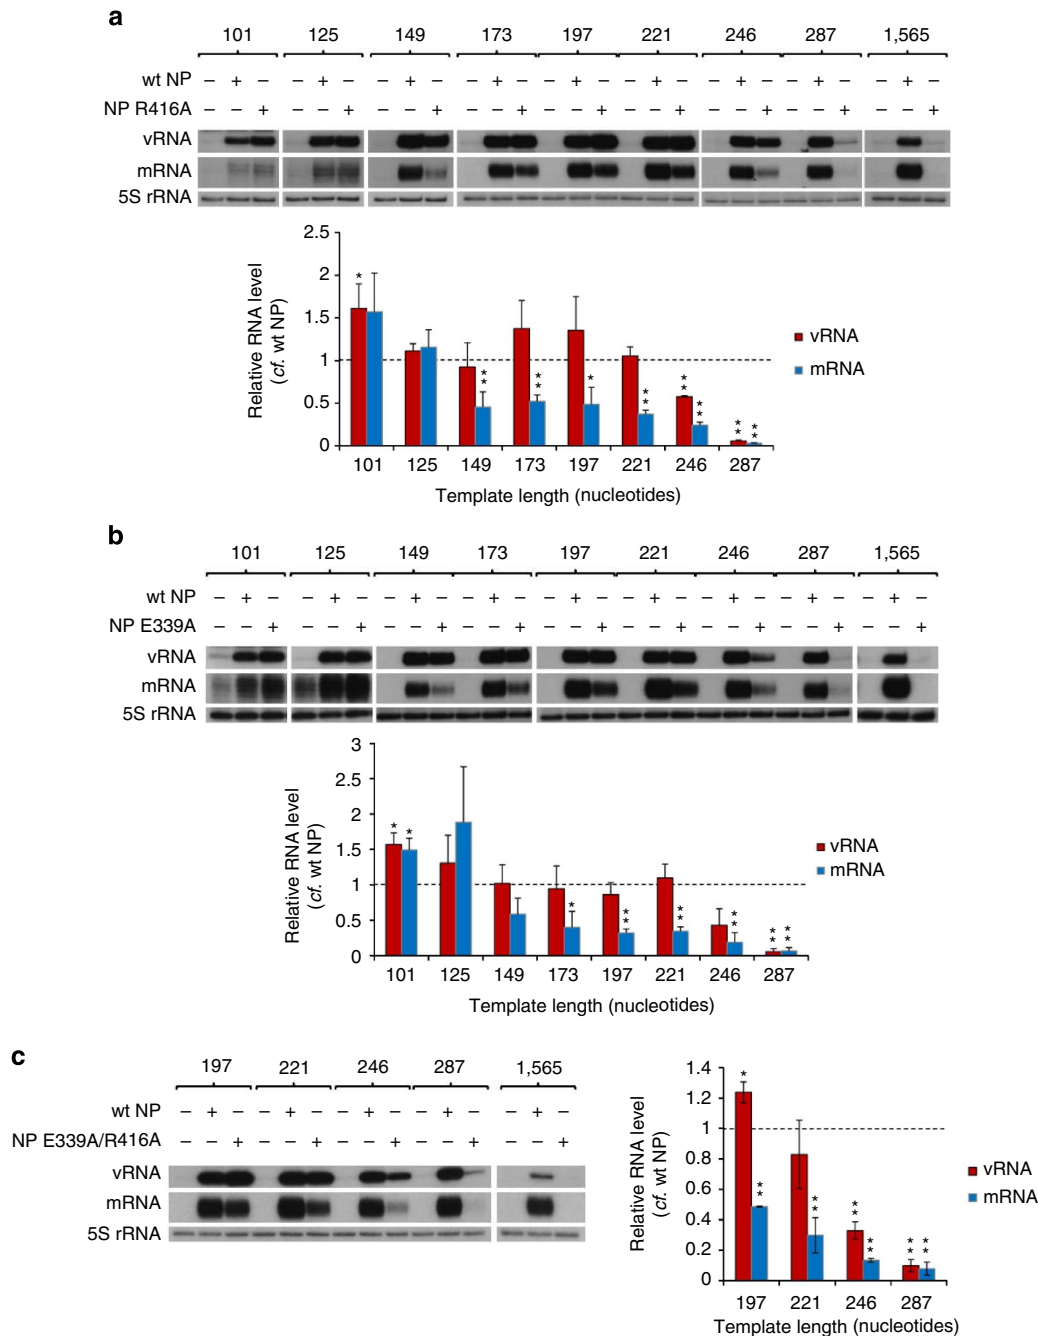 a
101 125 149 173 197 221 246 287 1,565
wt NP – + – – + – – + – – + – – + – – + – – + – – + – – + –
NP R416A – – + – – + – – + – – + – – + – – + – – + – – + – – +
vRNA
mRNA
5S rRNA
2.5
2
1.5
1
0.5
0
Relative RNA level
(cf. wt NP)
* ** ** * ** ** ** ** **
vRNA
mRNA
101 125 149 173 197 221 246 287
Template length (nucleotides)
b
101 125 149 173 197 221 246 287 1,565
wt NP – + – – + – – + – – + – – + – – + – – + – – + – – + –
NP E339A – – + – – + – – + – – + – – + – – + – – + – – + – – +
vRNA
mRNA
5S rRNA
3
2.5
2
1.5
1
0.5
0
Relative RNA level
(cf. wt NP)
* * * ** ** ** ** **
vRNA
mRNA
101 125 149 173 197 221 246 287
Template length (nucleotides)
c
197 221 246 287 1,565
wt NP – + – – + – – + – – + – – + –
NP E339A/R416A – – + – – + – – + – – + – – +
vRNA
mRNA
5S rRNA
1.4
1.2
1
0.8
0.6
0.4
0.2
0
Relative RNA level
(cf. wt NP)
* ** ** ** ** ** **
vRNA
mRNA
197 221 246 287
Template length (nucleotides)